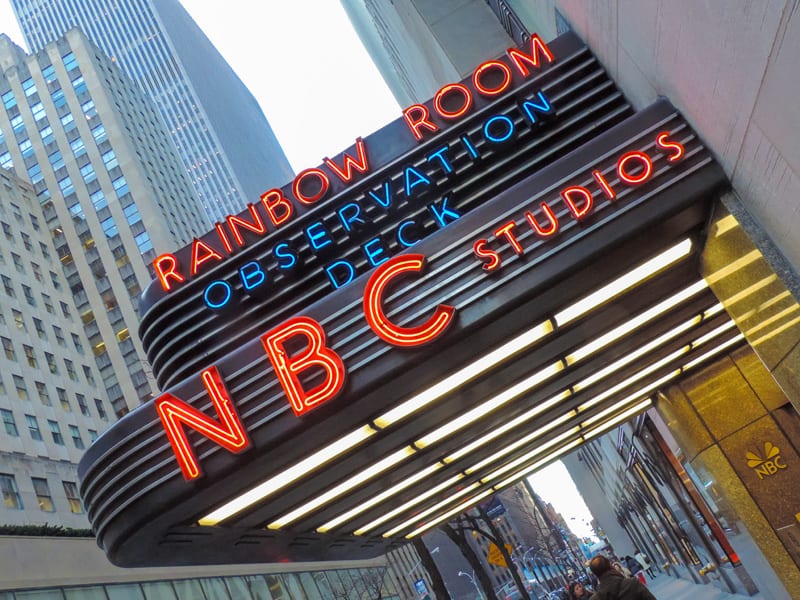 RAINBOW ROOM
OBSERVATION
DECK
NBC STUDIOS
NBC